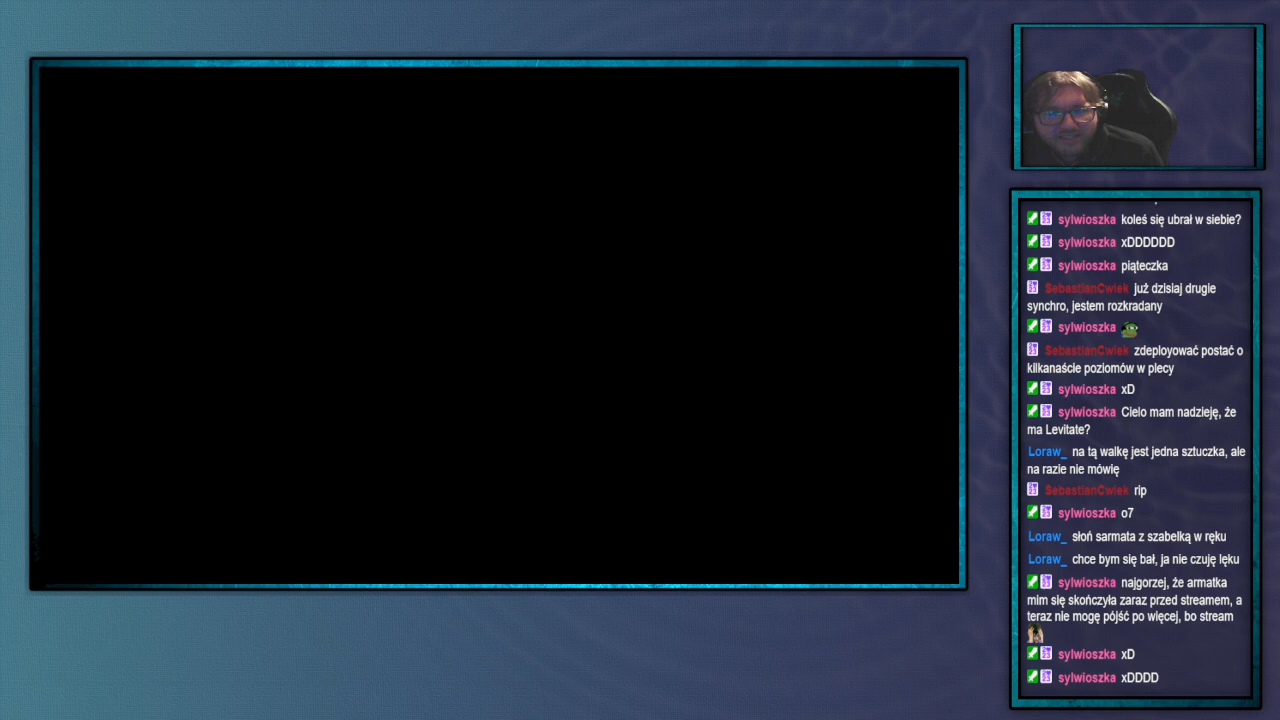 sylwioszka koleś się ubrał w siebie?
sylwioszka xDDDDDD
sylwioszka piąteczka
SebastianCwiek już dzisiaj drugie
synchro, jestem rozkradany
sylwioszka
SebastianCwiek zdeployować postać o
kilkanaście poziomów w plecy
sylwioszka xD
sylwioszka Cielo mam nadzieję, że
ma Levitate?
Loraw_ na tą walkę jest jedna sztuczka, ale
na razie nie mówię
SebastianCwiek rip
sylwioszka o7
Loraw_ słoń sarmata z szabelką w ręku
Loraw_ chce bym się bał, ja nie czuję lęku
sylwioszka najgorzej, że armatka
mim się skończyła zaraz przed streamem, a
teraz nie mogę pójść po więcej, bo stream
sylwioszka xD
sylwioszka xDDDD